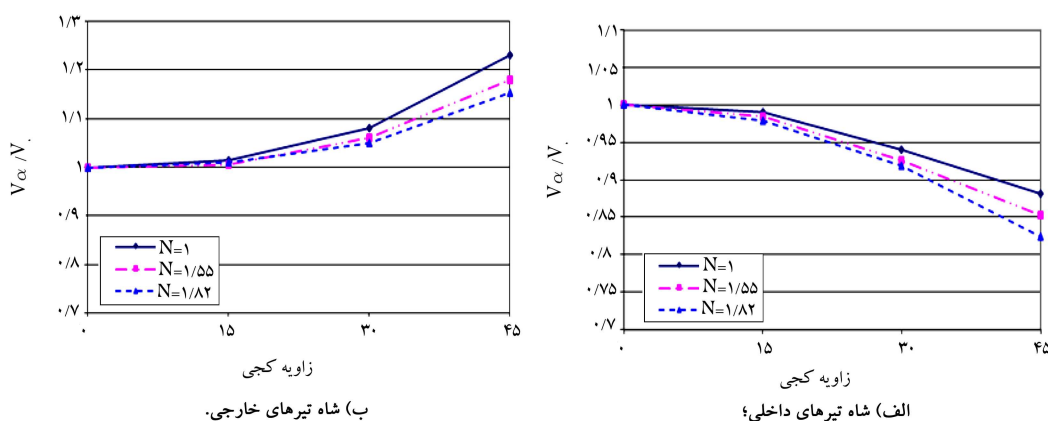 ۱/۳
۱/۲
۱/۱
۱
۰/۹
۰/۸
۰/۷
Vα /V.
N=۱
N=۱/۵۵
N=۱/۸۲
۰ ۱۵ ۳۰ ۴۵
زاویه کجی
ب) شاه تیرهای خارجی.
۱/۱
۱/۰۵
۱
۰/۹۵
۰/۹
۰/۸۵
۰/۸
۰/۷۵
۰/۷
Vα /V.
N=۱
N=۱/۵۵
N=۱/۸۲
۰ ۱۵ ۳۰ ۴۵
زاویه کجی
الف) شاه تیرهای داخلی؛